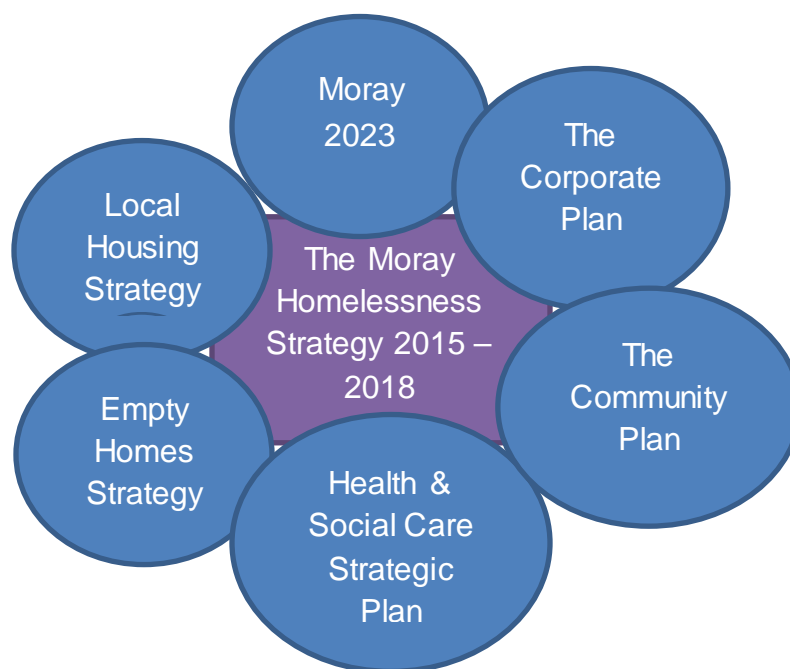 Moray
2023
The
Corporate
Plan
Local
Housing
Strategy
The Moray
Homelessness
Strategy 2015 –
2018
The
Community
Plan
Empty
Homes
Strategy
Health &
Social Care
Strategic
Plan